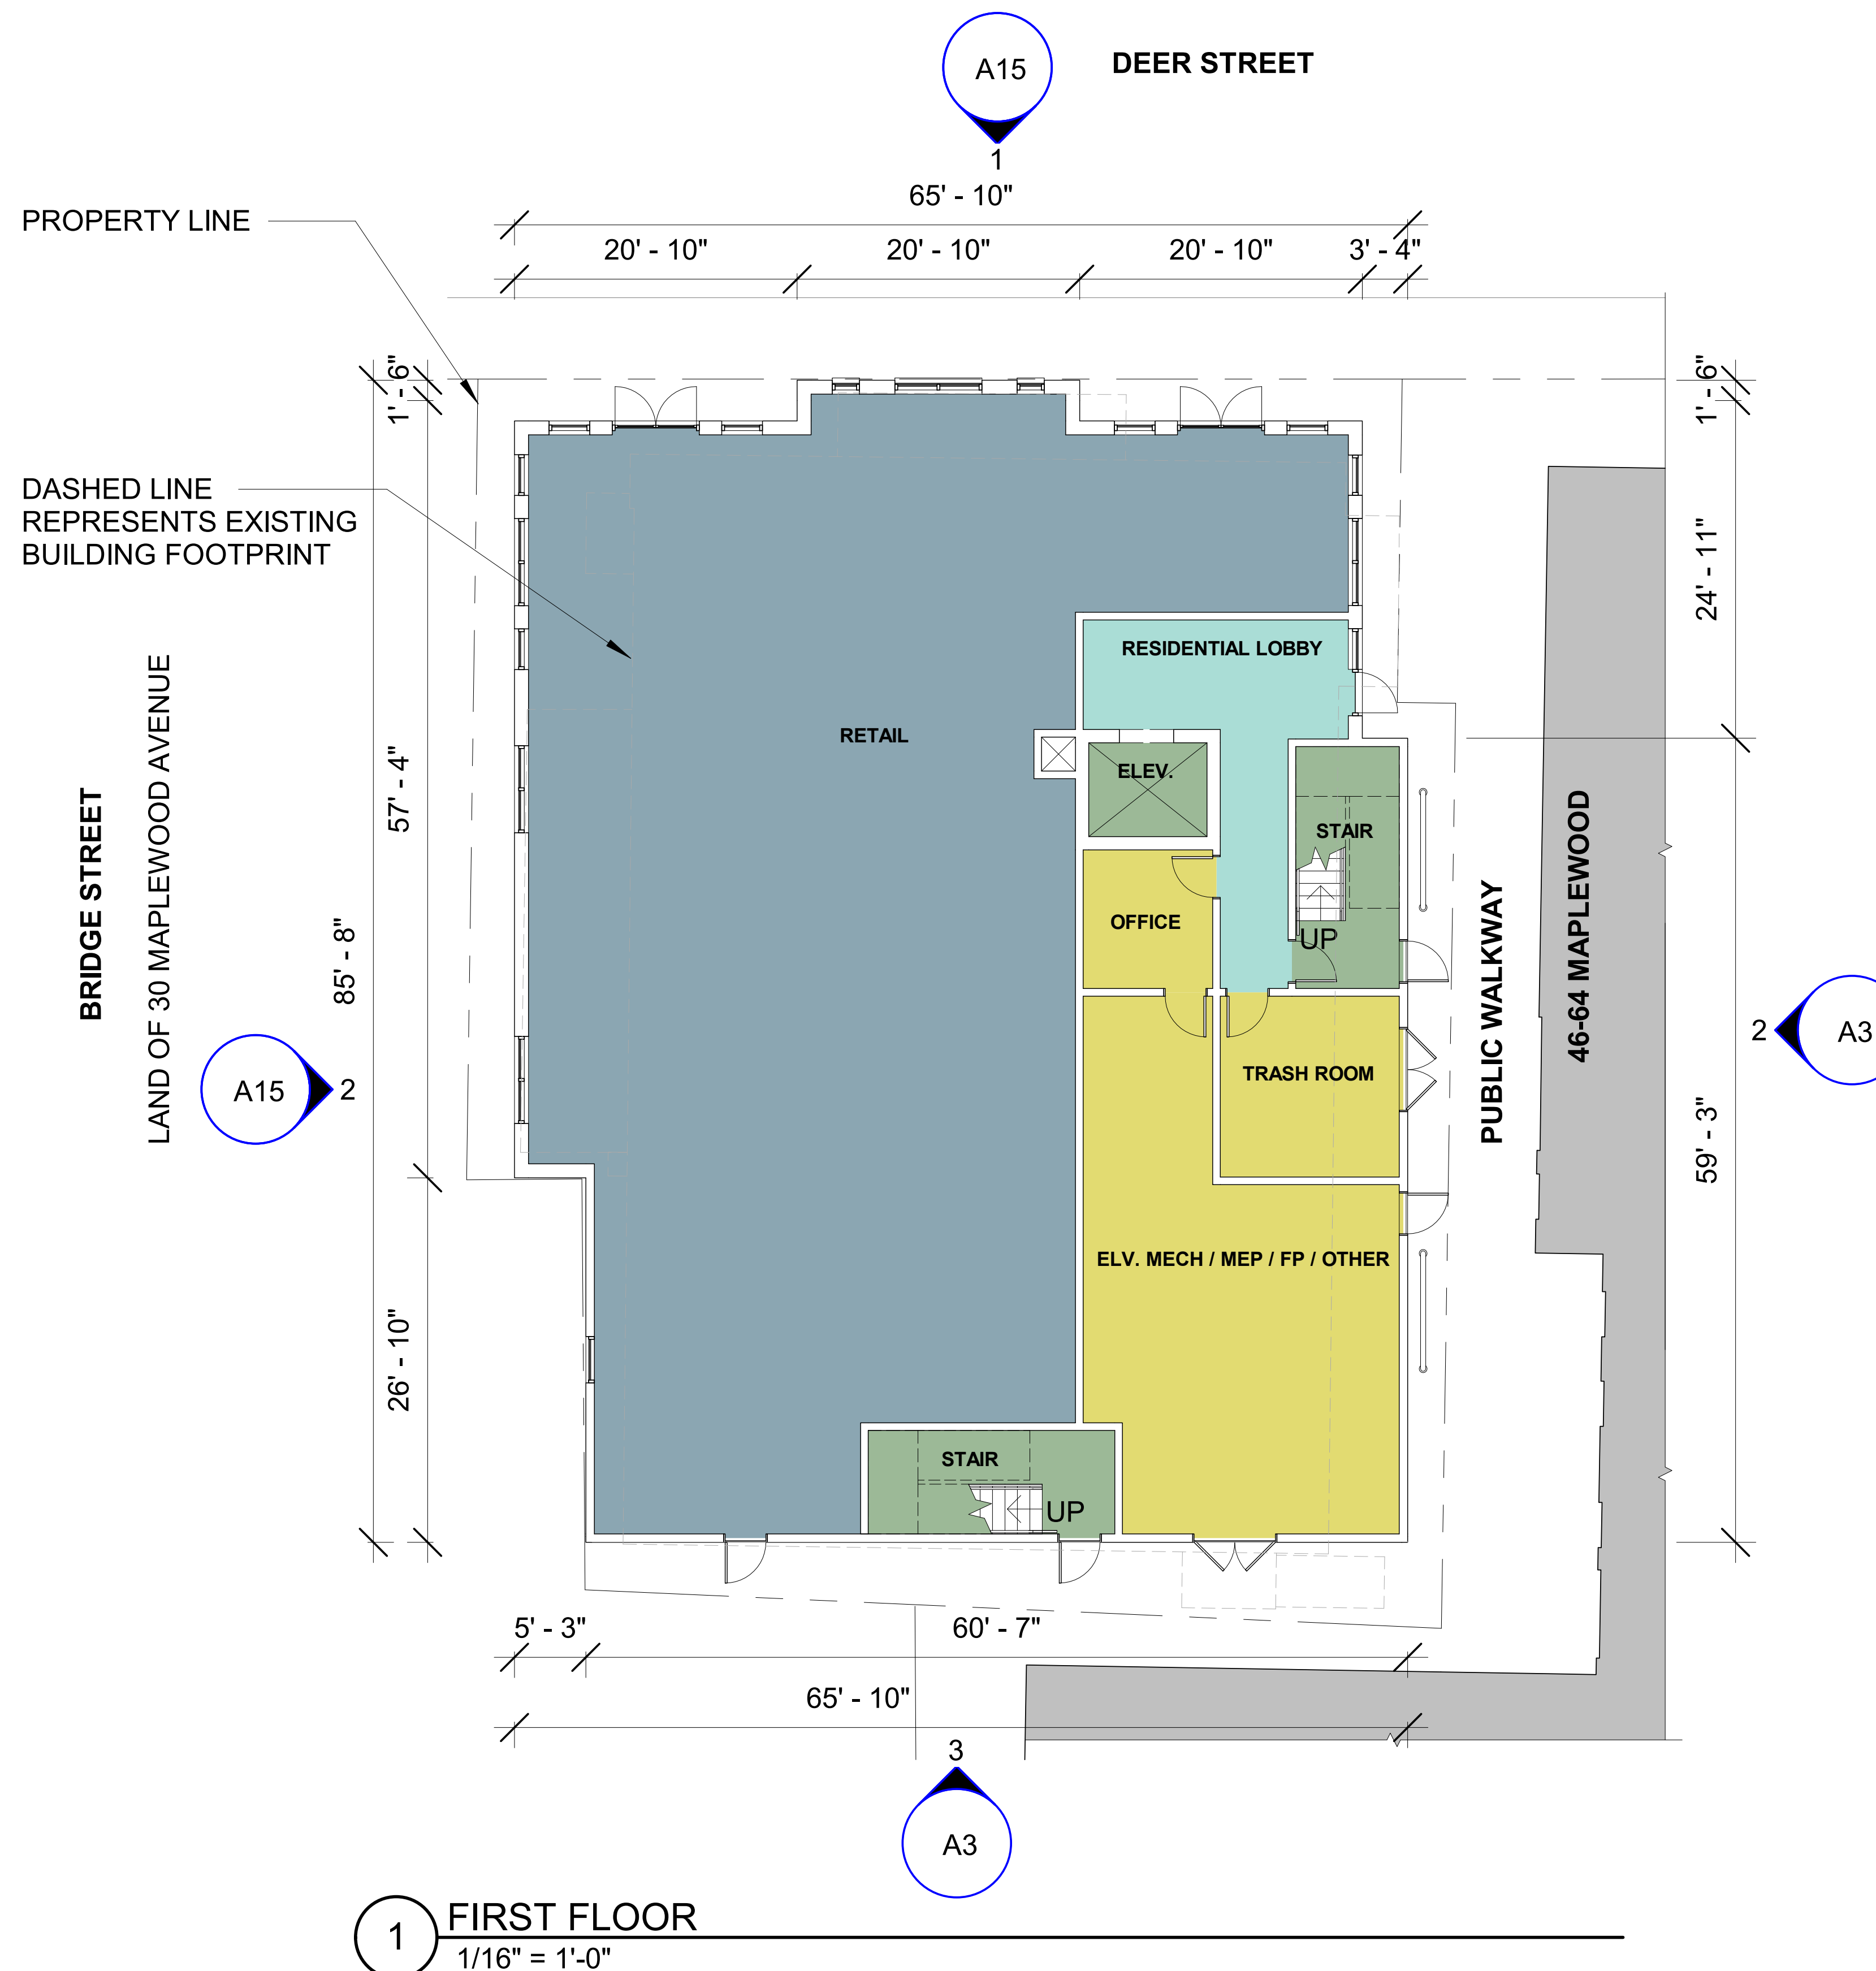 A15
DEER STREET
1
65' - 10"
PROPERTY LINE
20' - 10"
20' - 10"
20' - 10"
3' - 4"
1' - 6"
1' - 6"
DASHED LINE
REPRESENTS EXISTING
BUILDING FOOTPRINT
24' - 11"
RESIDENTIAL LOBBY
RETAIL
ELEV.
STAIR
UP
OFFICE
57' - 4"
85' - 8"
BRIDGE STREET
LAND OF 30 MAPLEWOOD AVENUE
PUBLIC WALKWAY
46-64 MAPLEWOOD
2
A3
A15
2
TRASH ROOM
59' - 3"
ELV. MECH / MEP / FP / OTHER
26' - 10"
STAIR
UP
5' - 3"
60' - 7"
65' - 10"
3
A3
1
FIRST FLOOR
1/16" = 1'-0"